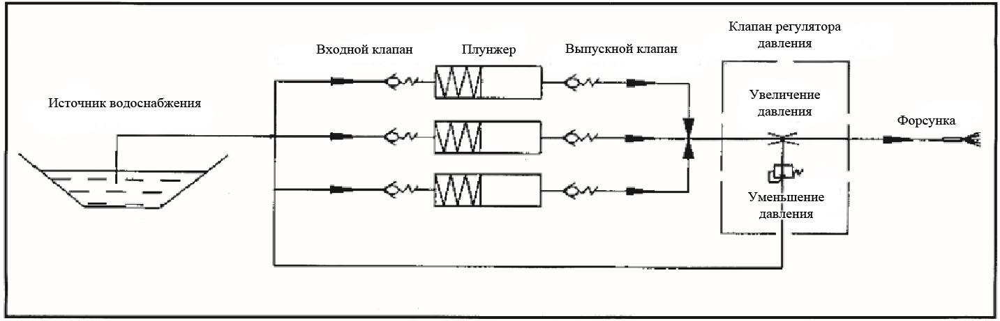 Клапан регулятора
давления
Входной клапан
Плунжер
Выпускной клапан
Источник водоснабжения
Увеличение
давления
Форсунка
Уменьшение
давления